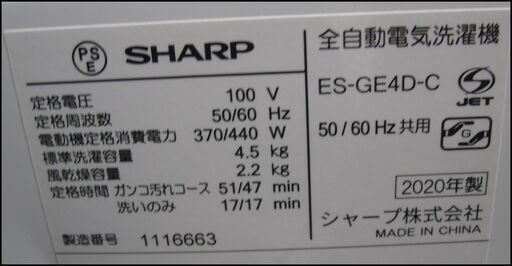 PS
E
SHARP
全自動電気洗濯機
ES-GE4D-C
S
JET
定格電圧 100 V
定格周波数 50/60 Hz
電動機定格消費電力 370/440 W
標準洗濯容量 4.5 kg
風乾燥容量 2.2 kg
定格時間 ガンコ汚れコース 51/47 min
洗いのみ 17/17 min
製造番号 1116663
50/60Hz共用
G
2020年製
シャープ株式会社
MADE IN CHINA